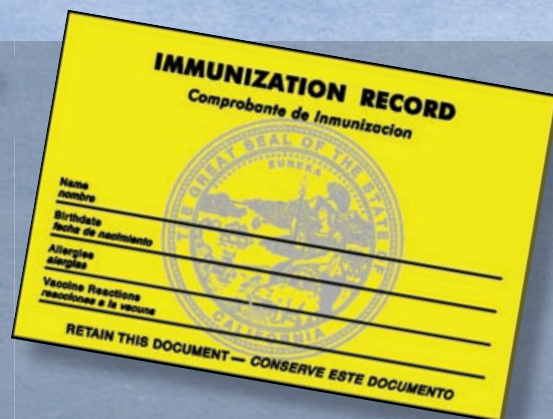 IMMUNIZATION RECORD
Comprobante de Inmunizacion
THE GREAT SEAL OF THE STATE OF CALIFORNIA
EUREKA
Name
nombre
Birthdate
fecha de nacimiento
Allergies
alergias
Vaccine Reactions
reacciones a la vacuna
RETAIN THIS DOCUMENT — CONSERVE ESTE DOCUMENTO